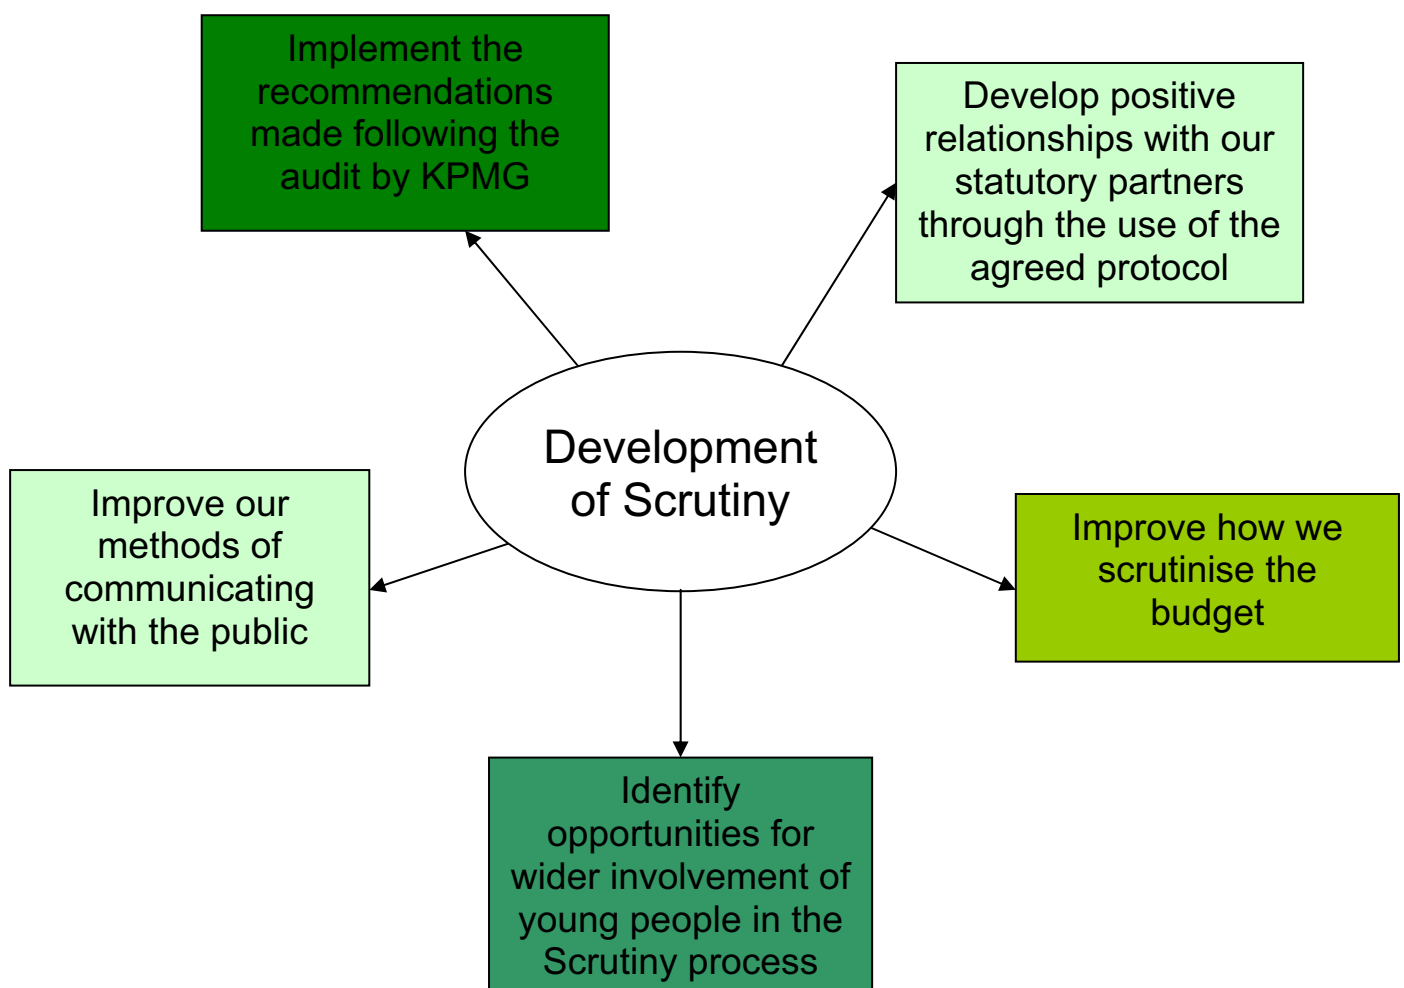 Implement the
recommendations
made following the
audit by KPMG
Develop positive
relationships with our
statutory partners
through the use of the
agreed protocol
Development
of Scrutiny
Improve our
methods of
communicating
with the public
Improve how we
scrutinise the
budget
Identify
opportunities for
wider involvement of
young people in the
Scrutiny process